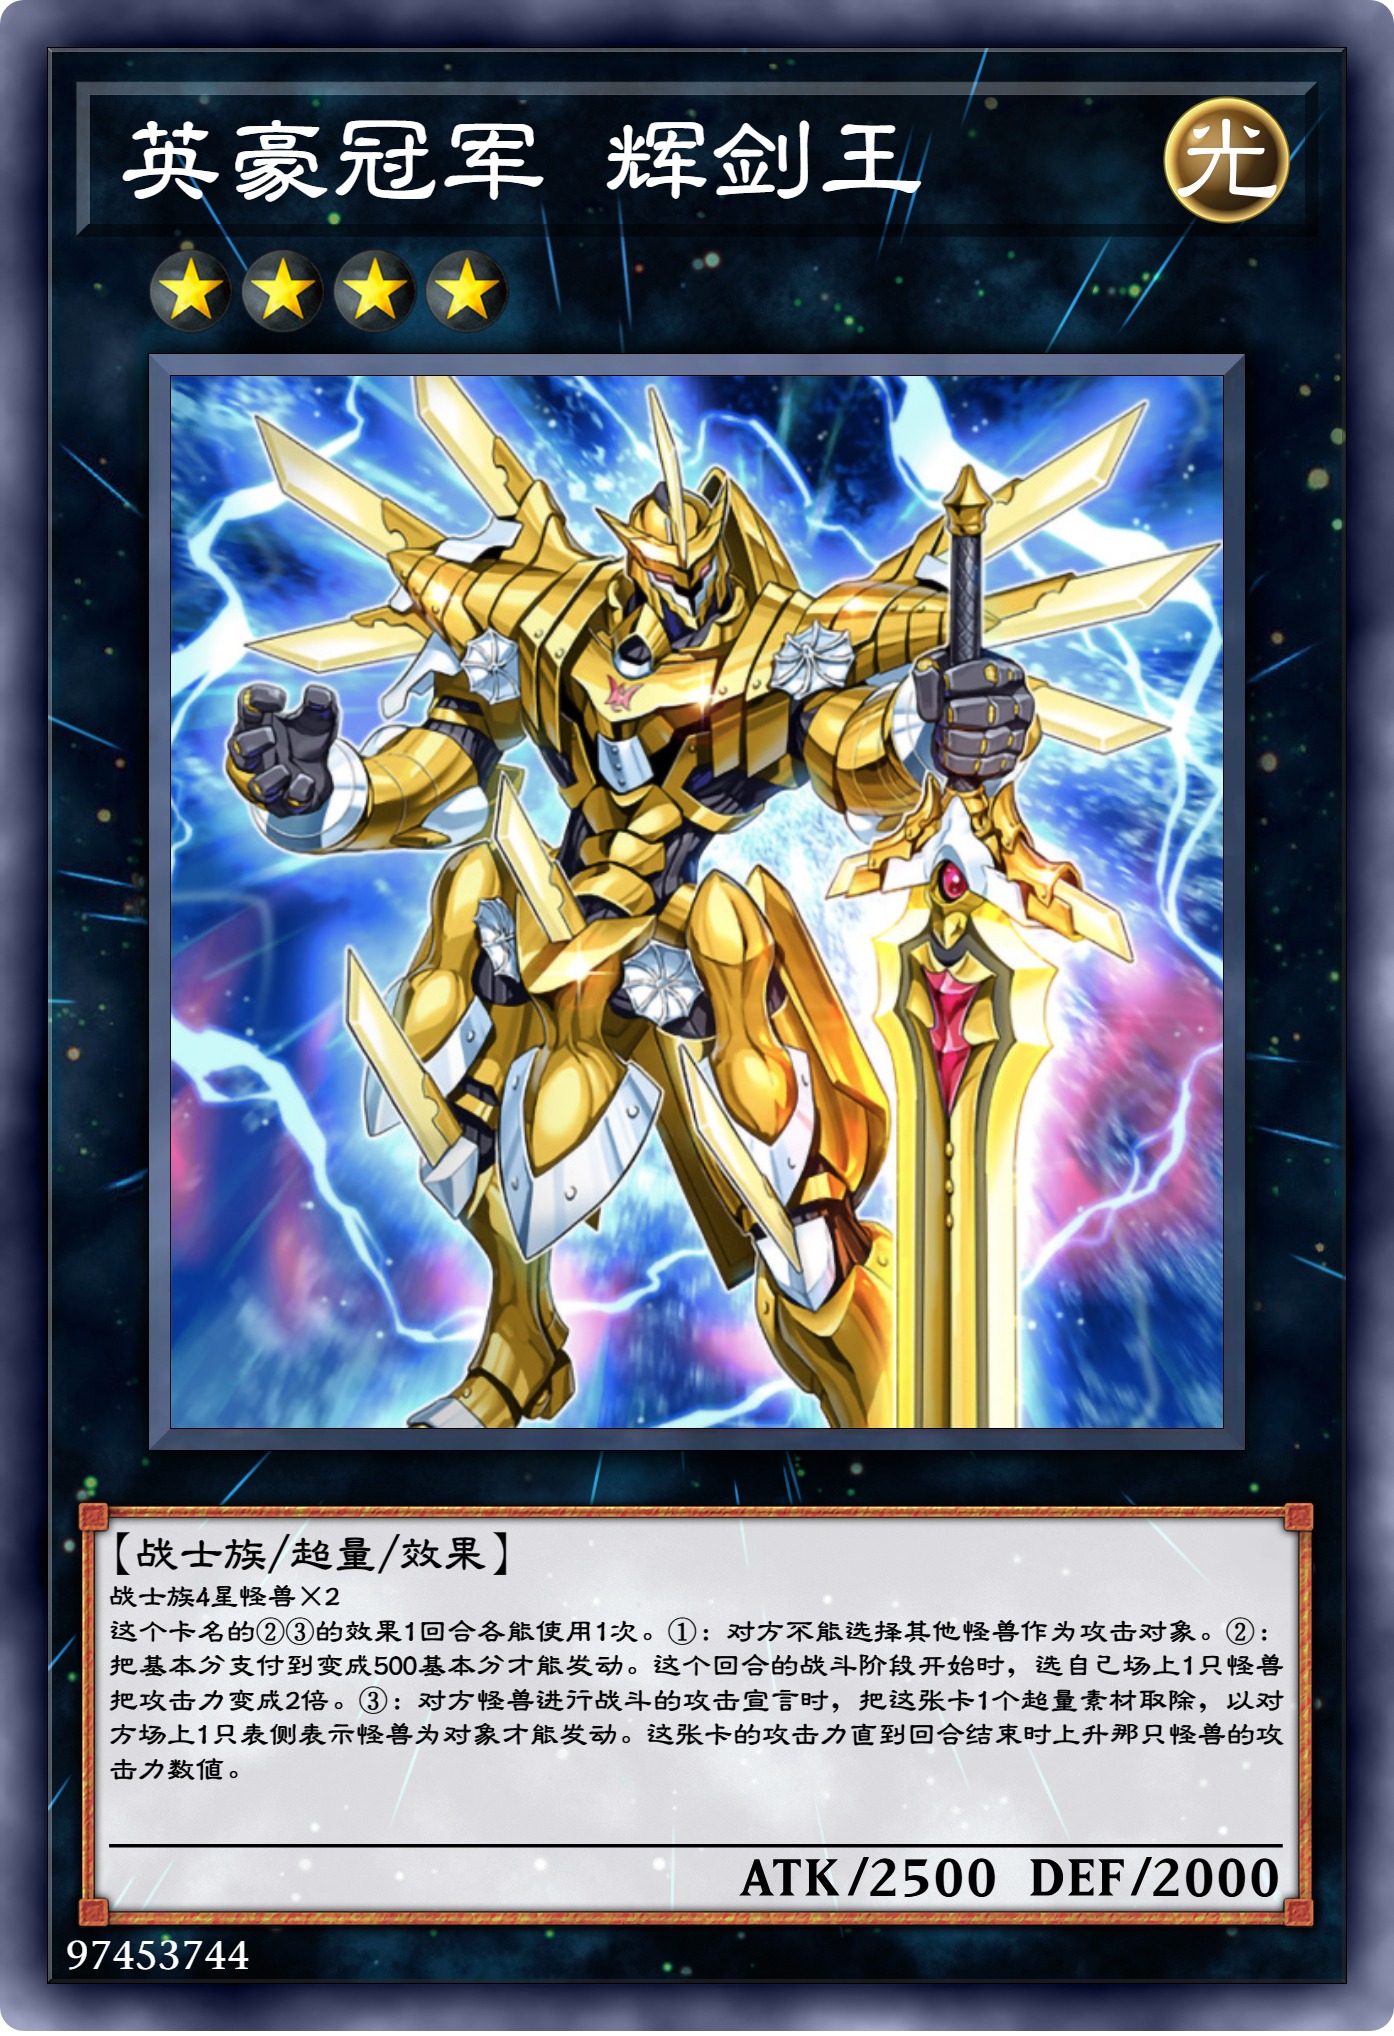 英豪冠军 辉剑王
光
【战士族/超量/效果】
战士族4星怪兽×2
这个卡名的②③的效果1回合各能使用1次。①：对方不能选择其他怪兽作为攻击对象。②：
把基本分支付到变成500基本分才能发动。这个回合的战斗阶段开始时，选自己场上1只怪兽
把攻击力变成2倍。③：对方怪兽进行战斗的攻击宣言时，把这张卡1个超量素材取除，以对
方场上1只表侧表示怪兽为对象才能发动。这张卡的攻击力直到回合结束时上升那只怪兽的攻
击力数值。
ATK/2500 DEF/2000
97453744